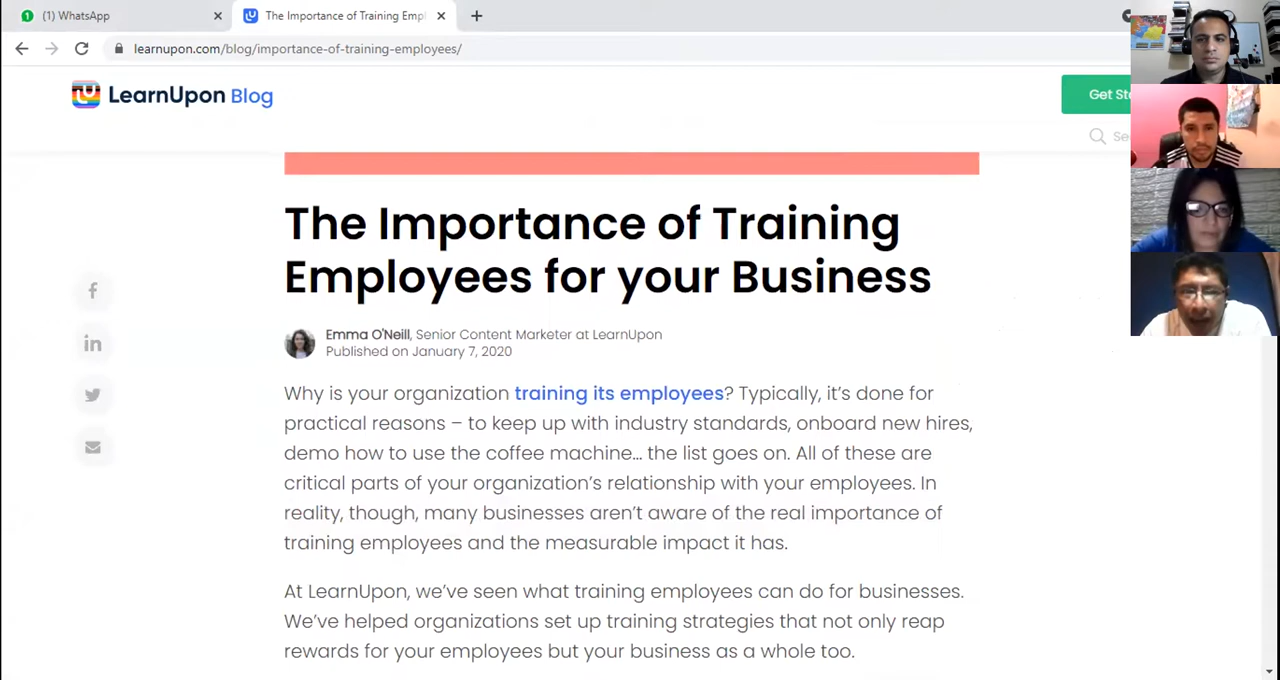 (1) WhatsApp
The Importance of Training Empl
learnupon.com/blog/importance-of-training-employees/
LearnUpon Blog
Get
The Importance of Training
Employees for your Business
Emma O'Neill, Senior Content Marketer at LearnUpon
Published on January 7, 2020
Why is your organization training its employees? Typically, it's done for
practical reasons – to keep up with industry standards, onboard new hires,
demo how to use the coffee machine... the list goes on. All of these are
critical parts of your organization's relationship with your employees. In
reality, though, many businesses aren't aware of the real importance of
training employees and the measurable impact it has.
At LearnUpon, we've seen what training employees can do for businesses.
We've helped organizations set up training strategies that not only reap
rewards for your employees but your business as a whole too.